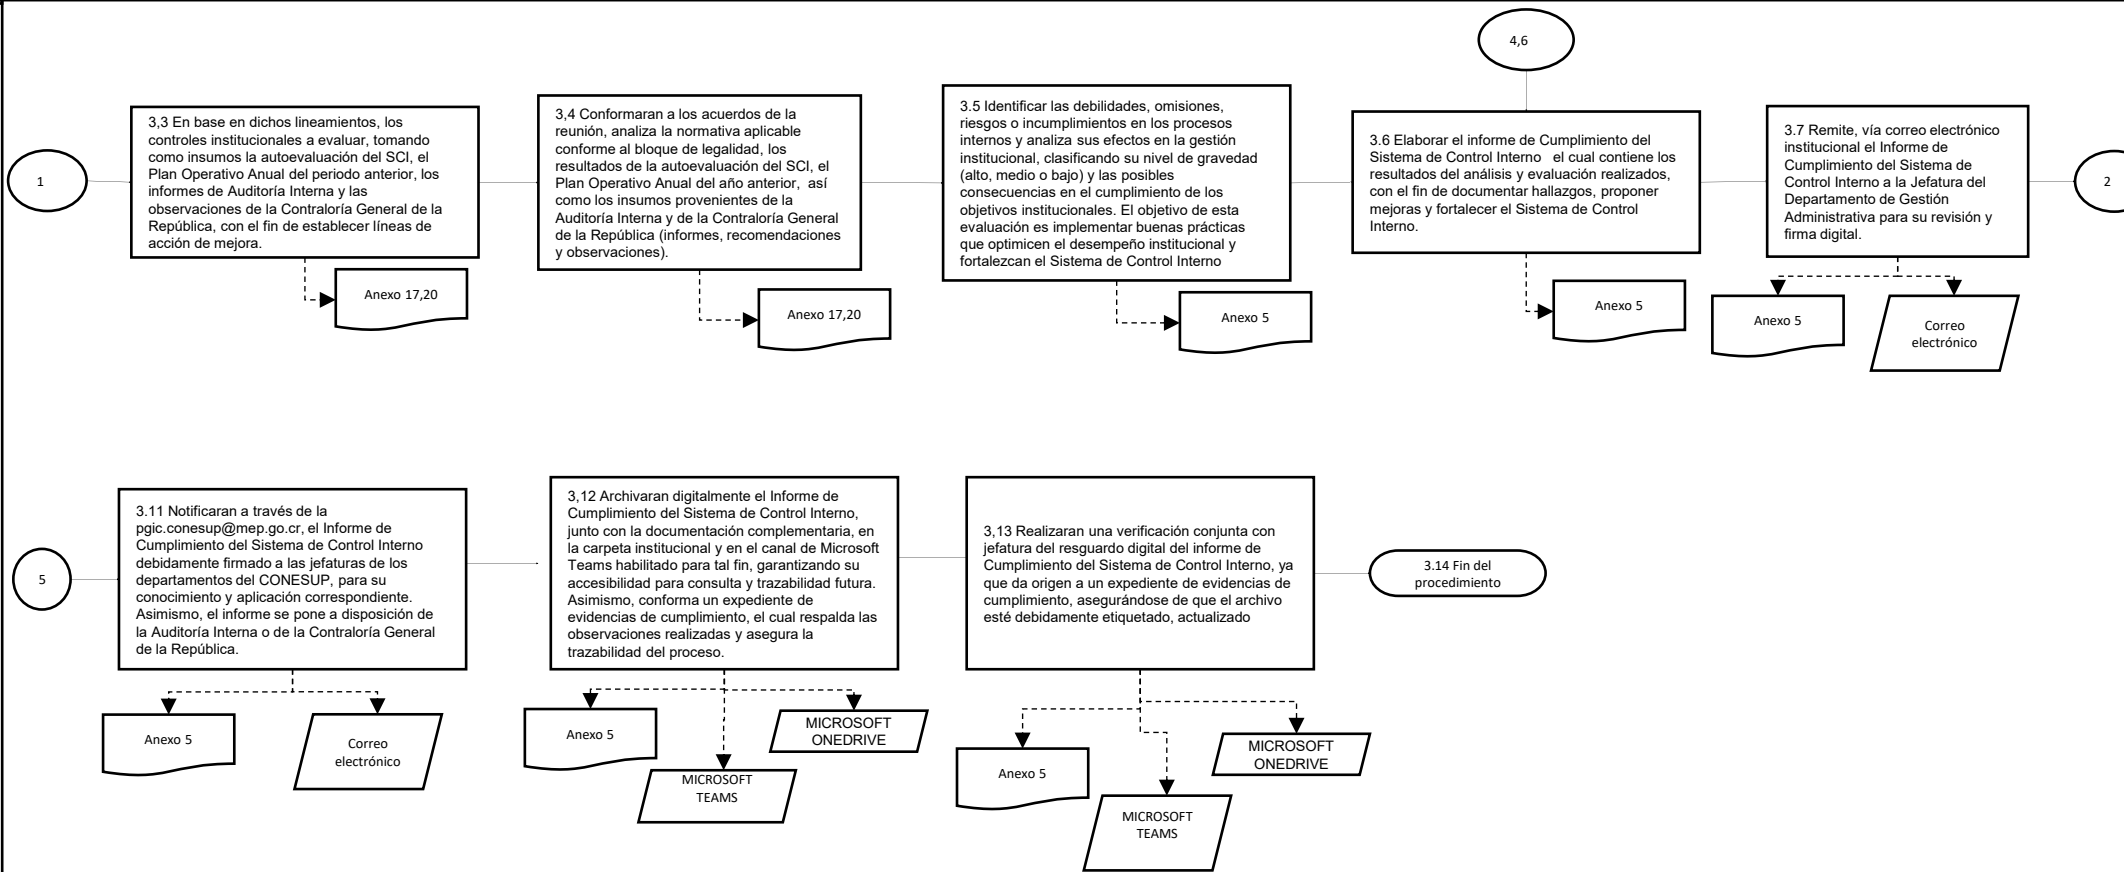 4,6
1
3,3 En base en dichos lineamientos, los
controles institucionales a evaluar, tomando
como insumos la autoevaluación del SCI, el
Plan Operativo Anual del periodo anterior, los
informes de Auditoría Interna y las
observaciones de la Contraloría General de la
República, con el fin de establecer líneas de
acción de mejora.
Anexo 17,20
3,4 Conformaran a los acuerdos de la
reunión, analiza la normativa aplicable
conforme al bloque de legalidad, los
resultados de la autoevaluación del SCI, el
Plan Operativo Anual del año anterior, así
como los insumos provenientes de la
Auditoría Interna y de la Contraloría General
de la República (informes, recomendaciones
y observaciones).
Anexo 17,20
3.5 Identificar las debilidades, omisiones,
riesgos o incumplimientos en los procesos
internos y analiza sus efectos en la gestión
institucional, clasificando su nivel de gravedad
(alto, medio o bajo) y las posibles
consecuencias en el cumplimiento de los
objetivos institucionales. El objetivo de esta
evaluación es implementar buenas prácticas
que optimicen el desempeño institucional y
fortalezcan el Sistema de Control Interno
Anexo 5
3.6 Elaborar el informe de Cumplimiento del
Sistema de Control Interno el cual contiene los
resultados del análisis y evaluación realizados,
con el fin de documentar hallazgos, proponer
mejoras y fortalecer el Sistema de Control
Interno.
Anexo 5
3.7 Remite, vía correo electrónico
institucional el Informe de
Cumplimiento del Sistema de
Control Interno a la Jefatura del
Departamento de Gestión
Administrativa para su revisión y
firma digital.
Anexo 5
Correo
electrónico
2
5
3.11 Notificaran a través de la
pgic.conesup@mep.go.cr, el Informe de
Cumplimiento del Sistema de Control Interno
debidamente firmado a las jefaturas de los
departamentos del CONESUP, para su
conocimiento y aplicación correspondiente.
Asimismo, el informe se pone a disposición de
la Auditoría Interna o de la Contraloría General
de la República.
Anexo 5
Correo
electrónico
3,12 Archivaran digitalmente el Informe de
Cumplimiento del Sistema de Control Interno,
junto con la documentación complementaria, en
la carpeta institucional y en el canal de Microsoft
Teams habilitado para tal fin, garantizando su
accesibilidad para consulta y trazabilidad futura.
Asimismo, conforma un expediente de
evidencias de cumplimiento, el cual respalda las
observaciones realizadas y asegura la
trazabilidad del proceso.
Anexo 5
MICROSOFT
TEAMS
MICROSOFT
ONEDRIVE
3,13 Realizaran una verificación conjunta con
jefatura del resguardo digital del informe de
Cumplimiento del Sistema de Control Interno, ya
que da origen a un expediente de evidencias de
cumplimiento, asegurándose de que el archivo
esté debidamente etiquetado, actualizado
Anexo 5
MICROSOFT
TEAMS
MICROSOFT
ONEDRIVE
3.14 Fin del
procedimiento